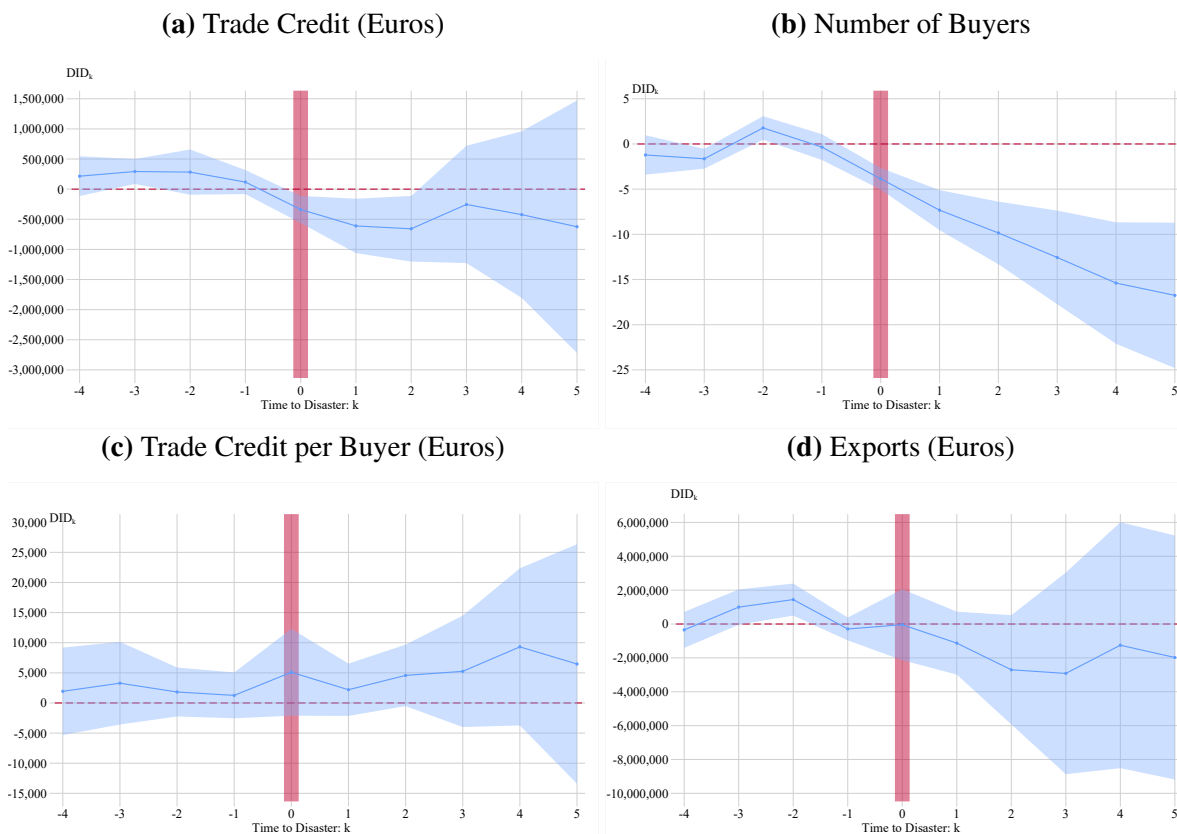 (a) Trade Credit (Euros)
DIDk
1,500,000
1,000,000
500,000
0
-500,000
-1,000,000
-1,500,000
-2,000,000
-2,500,000
-3,000,000
-4 -3 -2 -1 0 1 2 3 4 5
Time to Disaster: k
(b) Number of Buyers
DIDk
5
0
-5
-10
-15
-20
-25
-4 -3 -2 -1 0 1 2 3 4 5
Time to Disaster: k
(c) Trade Credit per Buyer (Euros)
DIDk
30,000
25,000
20,000
15,000
10,000
5,000
0
-5,000
-10,000
-15,000
-4 -3 -2 -1 0 1 2 3 4 5
Time to Disaster: k
(d) Exports (Euros)
DIDk
6,000,000
4,000,000
2,000,000
0
-2,000,000
-4,000,000
-6,000,000
-8,000,000
-10,000,000
-4 -3 -2 -1 0 1 2 3 4 5
Time to Disaster: k